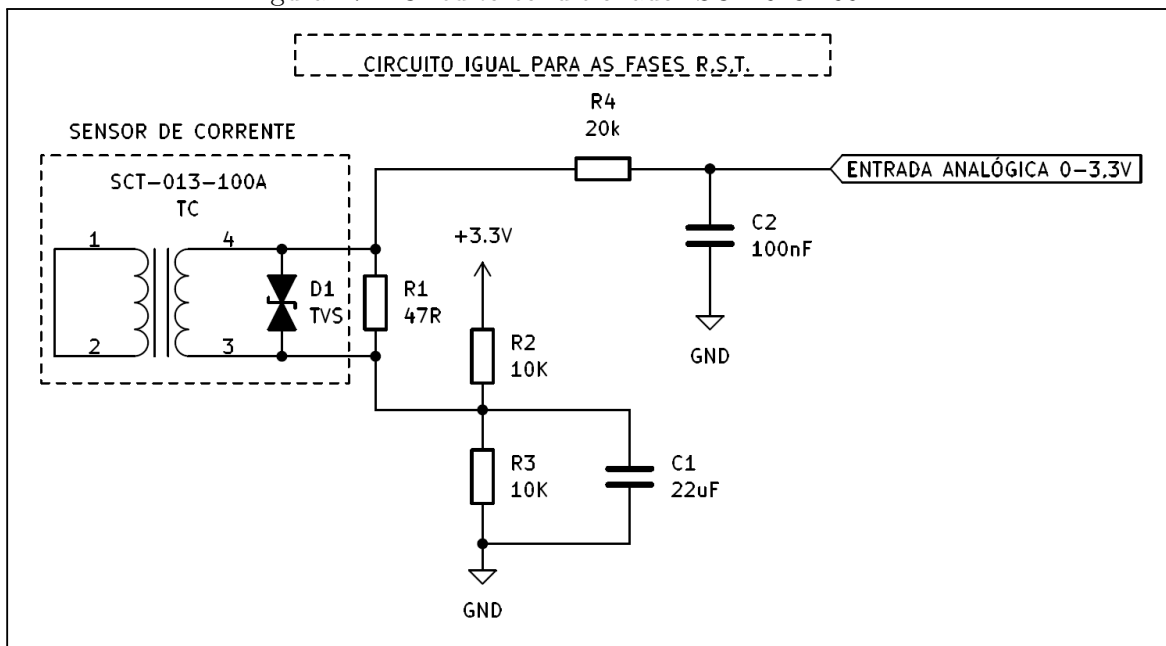 CIRCUITO IGUAL PARA AS FASES R,S,T.
R4
20k
SENSOR DE CORRENTE
SCT-013-100A
TC
ENTRADA ANALÓGICA 0-3,3V
C2
100nF
+3.3V
1
4
D1
TVS
R1
47R
2
3
R2
10K
GND
R3
10K
C1
22uF
GND